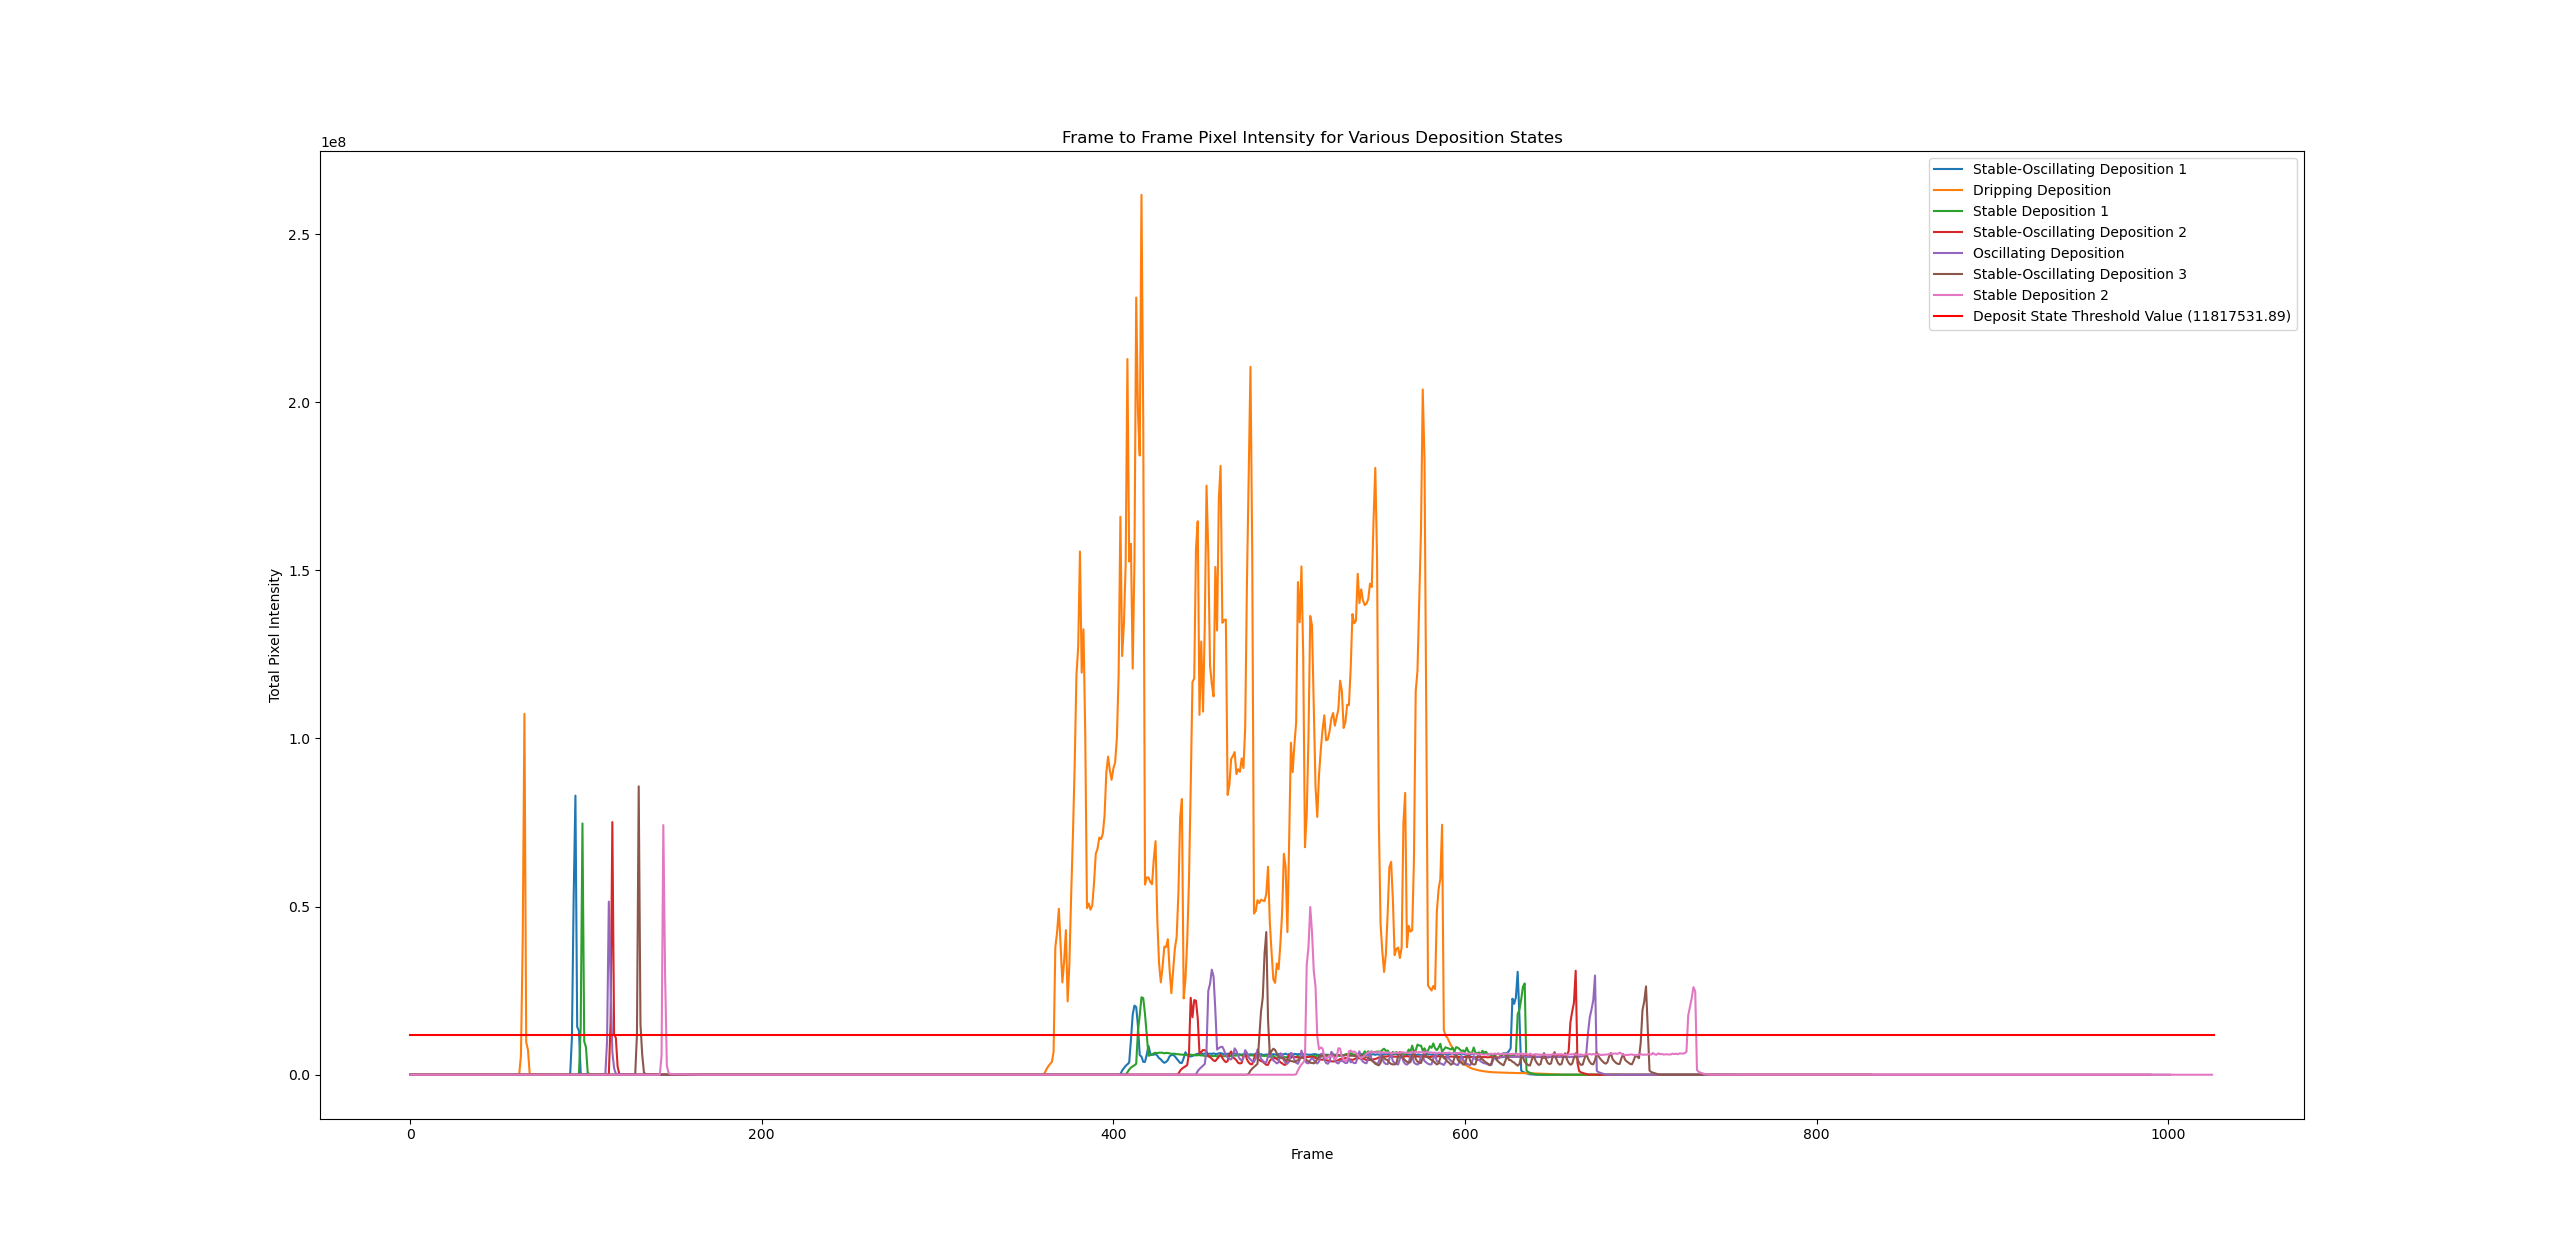 Frame to Frame Pixel Intensity for Various Deposition States
1e8
Stable-Oscillating Deposition 1
Dripping Deposition
Stable Deposition 1
Stable-Oscillating Deposition 2
Oscillating Deposition
Stable-Oscillating Deposition 3
Stable Deposition 2
Deposit State Threshold Value (11817531.89)
2.5
2.0
1.5
1.0
0.5
0.0
Total Pixel Intensity
0 200 400 600 800 1000
Frame